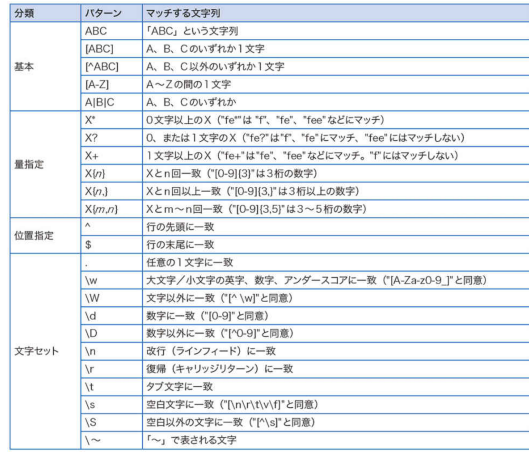 分類 パターン マッチする文字列
基本 ABC 「ABC」という文字列
[ABC] A、B、Cのいずれか1文字
[^ABC] A、B、C以外のいずれか1文字
[A-Z] A～Zの間の1文字
A|B|C A、B、Cのいずれか
量指定 X* 0文字以上のX（"fe*"は "f"、"fe"、"fee"などにマッチ）
X? 0、または1文字のX（"fe?"は"f"、"fe"にマッチ、"fee"にはマッチしない）
X+ 1文字以上のX（"fe+"は"fe"、"fee"などにマッチ。"f"にはマッチしない）
X{n} Xとn回一致（"[0-9]{3}"は3桁の数字）
X{n,} Xとn回以上一致（"[0-9]{3,}"は3桁以上の数字）
X{m,n} Xとm～n回一致（"[0-9]{3,5}"は3～5桁の数字）
位置指定 ^ 行の先頭に一致
$ 行の末尾に一致
文字セット . 任意の1文字に一致
\w 大文字／小文字の英字、数字、アンダースコアに一致（"[A-Za-z0-9_]"と同意）
\W 文字以外に一致（"[^ \w]"と同意）
\d 数字に一致（"[0-9]"と同意）
\D 数字以外に一致（"[^0-9]"と同意）
\n 改行（ラインフィード）に一致
\r 復帰（キャリッジリターン）に一致
\t タブ文字に一致
\s 空白文字に一致（"[\n\r\t\v\f]"と同意）
\S 空白以外の文字に一致（"[^\s]"と同意）
\～ 「～」で表される文字